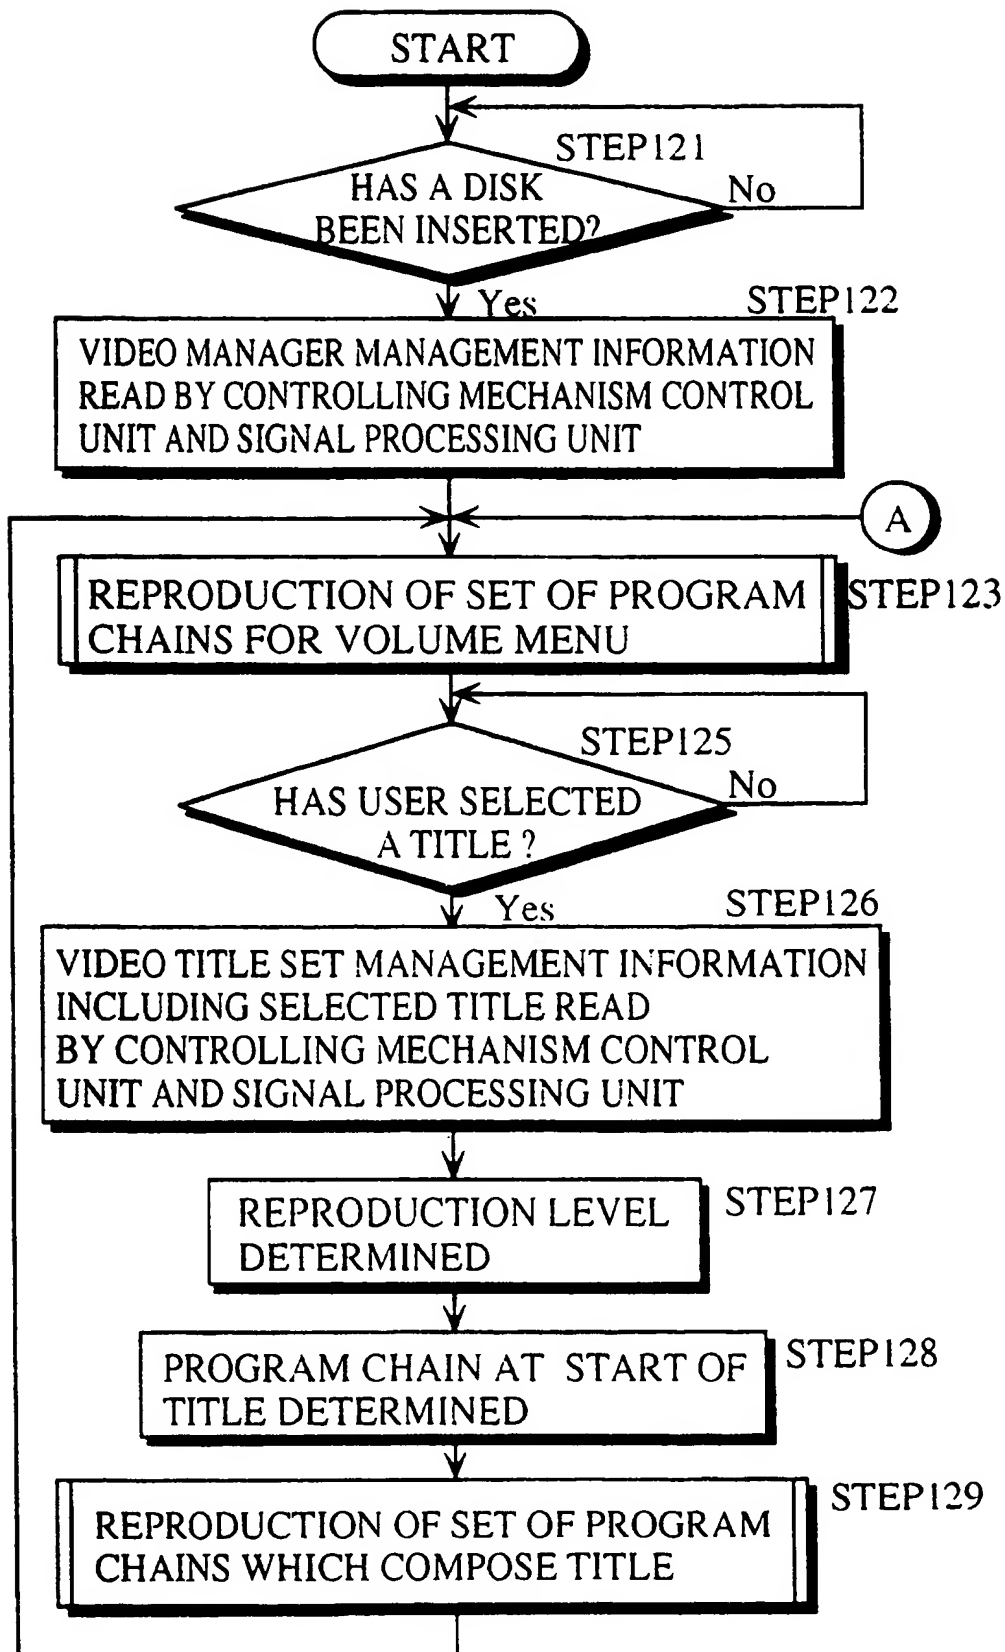 START
STEP121
HAS A DISK
BEEN INSERTED?
No
Yes
STEP122
VIDEO MANAGER MANAGEMENT INFORMATION
READ BY CONTROLLING MECHANISM CONTROL
UNIT AND SIGNAL PROCESSING UNIT
A
REPRODUCTION OF SET OF PROGRAM
CHAINS FOR VOLUME MENU
STEP123
STEP125
HAS USER SELECTED
A TITLE ?
No
Yes
STEP126
VIDEO TITLE SET MANAGEMENT INFORMATION
INCLUDING SELECTED TITLE READ
BY CONTROLLING MECHANISM CONTROL
UNIT AND SIGNAL PROCESSING UNIT
REPRODUCTION LEVEL
DETERMINED
STEP127
PROGRAM CHAIN AT START OF
TITLE DETERMINED
STEP128
REPRODUCTION OF SET OF PROGRAM
CHAINS WHICH COMPOSE TITLE
STEP129